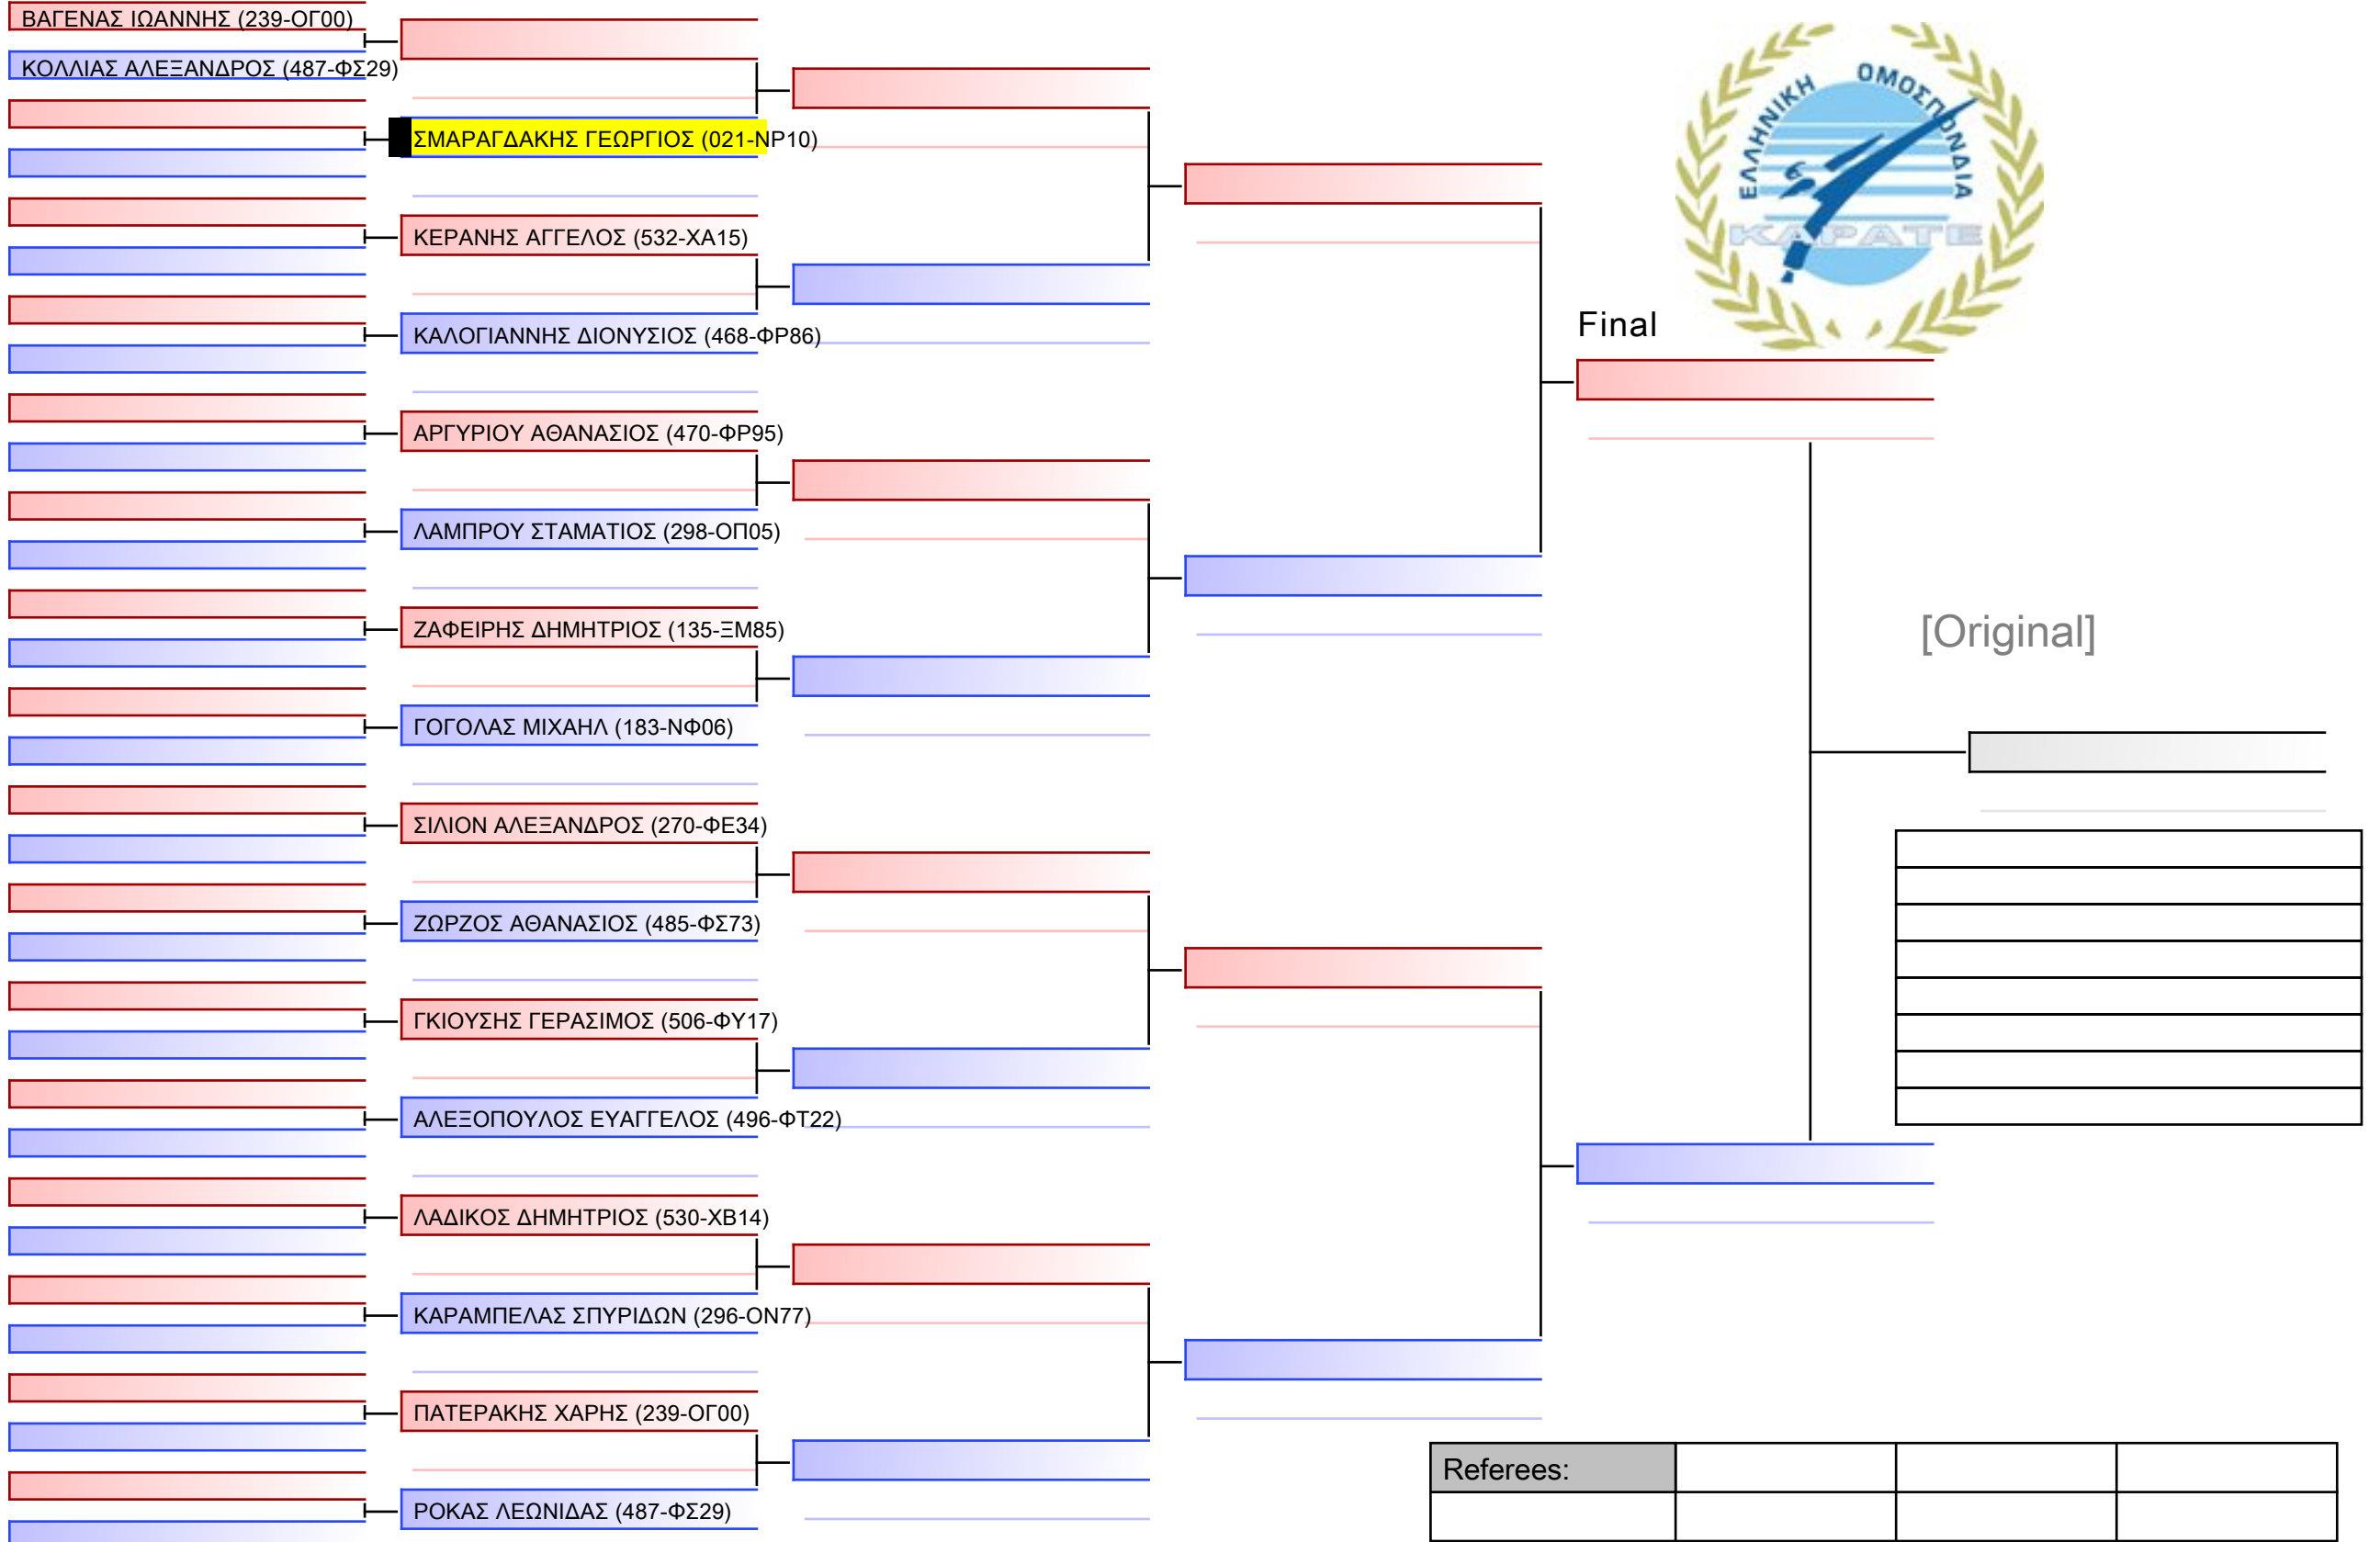 ΒΑΓΕΝΑΣ ΙΩΑΝΝΗΣ (239-ΟΓ00)
ΚΟΛΛΙΑΣ ΑΛΕΞΑΝΔΡΟΣ (487-ΦΣ29)
ΣΜΑΡΑΓΔΑΚΗΣ ΓΕΩΡΓΙΟΣ (021-ΝΡ10)
ΚΕΡΑΝΗΣ ΑΓΓΕΛΟΣ (532-ΧΑ15)
ΚΑΛΟΓΙΑΝΝΗΣ ΔΙΟΝΥΣΙΟΣ (468-ΦΡ86)
ΑΡΓΥΡΙΟΥ ΑΘΑΝΑΣΙΟΣ (470-ΦΡ95)
ΛΑΜΠΡΟΥ ΣΤΑΜΑΤΙΟΣ (298-ΟΠ05)
ΖΑΦΕΙΡΗΣ ΔΗΜΗΤΡΙΟΣ (135-ΞΜ85)
ΓΟΓΟΛΑΣ ΜΙΧΑΗΛ (183-ΝΦ06)
ΣΙΛΙΟΝ ΑΛΕΞΑΝΔΡΟΣ (270-ΦΕ34)
ΖΩΡΖΟΣ ΑΘΑΝΑΣΙΟΣ (485-ΦΣ73)
ΓΚΙΟΥΣΗΣ ΓΕΡΑΣΙΜΟΣ (506-ΦΥ17)
ΑΛΕΞΟΠΟΥΛΟΣ ΕΥΑΓΓΕΛΟΣ (496-ΦΤ22)
ΛΑΔΙΚΟΣ ΔΗΜΗΤΡΙΟΣ (530-ΧΒ14)
ΚΑΡΑΜΠΕΛΑΣ ΣΠΥΡΙΔΩΝ (296-ΟΝ77)
ΠΑΤΕΡΑΚΗΣ ΧΑΡΗΣ (239-ΟΓ00)
ΡΟΚΑΣ ΛΕΩΝΙΔΑΣ (487-ΦΣ29)
ΕΛΛΗΝΙΚΗ ΟΜΟΣΠΟΝΔΙΑ
ΚΑΡΑΤΕ
Final
[Original]
Referees: